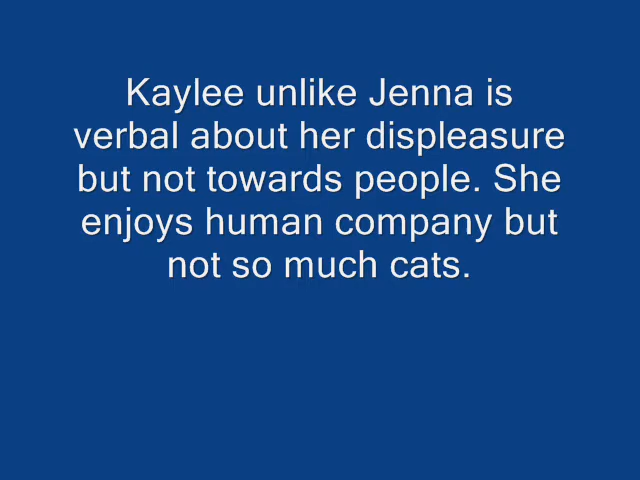 Kaylee unlike Jenna is
verbal about her displeasure
but not towards people. She
enjoys human company but
not so much cats.